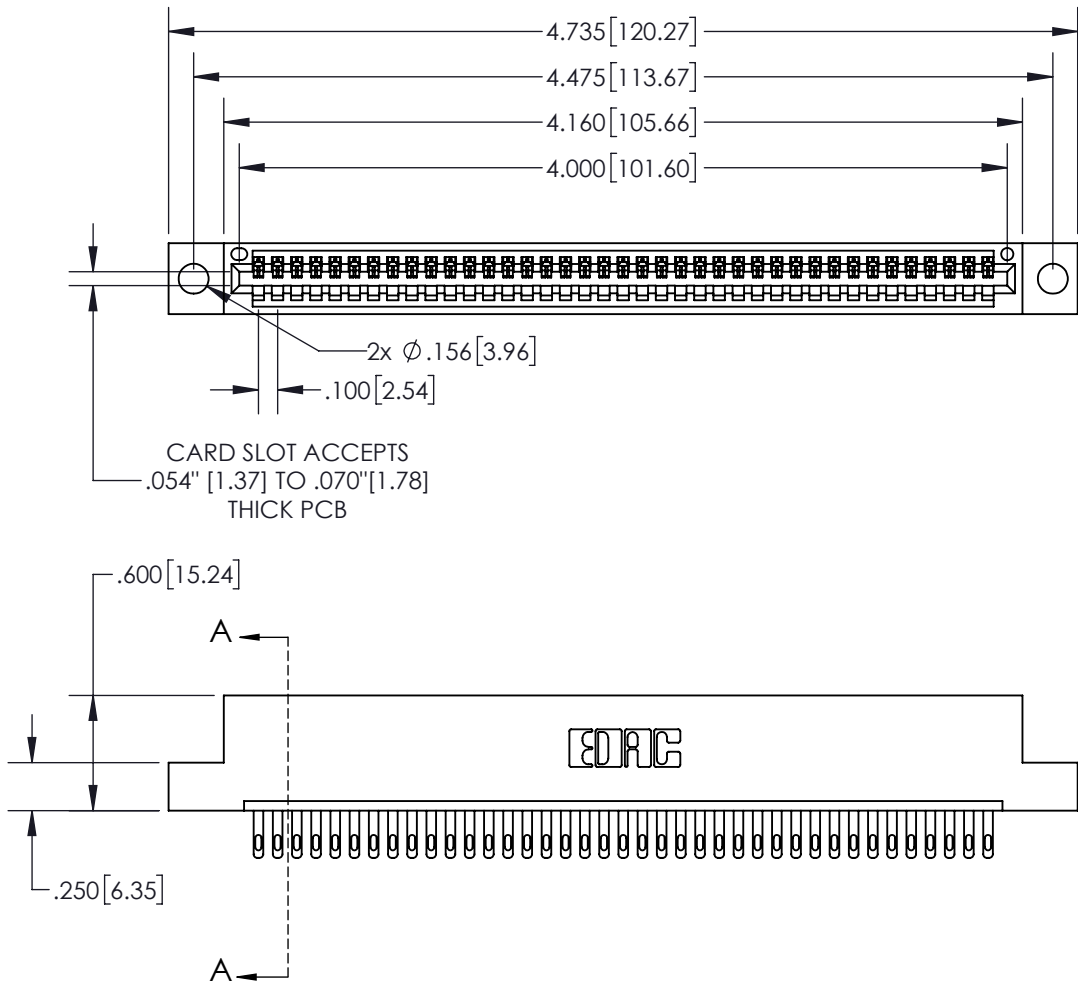 4.735[120.27]
4.475[113.67]
4.160[105.66]
4.000[101.60]
2x Ø.156[3.96]
.100[2.54]
CARD SLOT ACCEPTS
.054" [1.37] TO .070"[1.78]
THICK PCB
.600[15.24]
A
EDAC
.250[6.35]
A